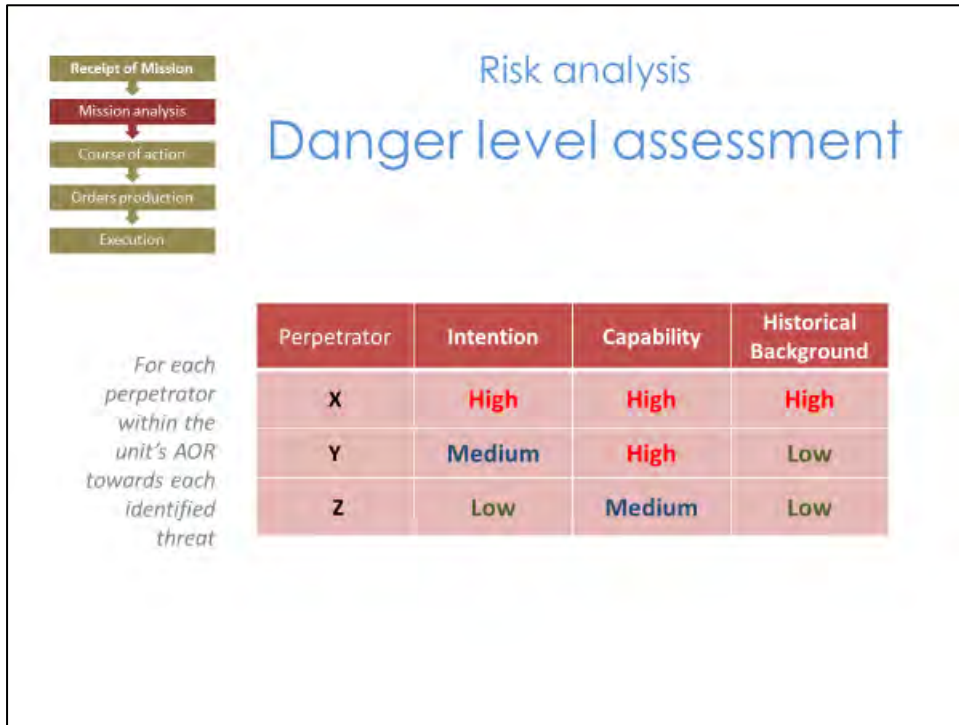 Receipt of Mission
Mission analysis
Course of action
Orders production
Execution
Risk analysis
Danger level assessment
For each
perpetrator
within the
unit's AOR
towards each
identified
threat
Perpetrator Intention Capability Historical
Background
X High High High
Y Medium High Low
Z Low Medium Low